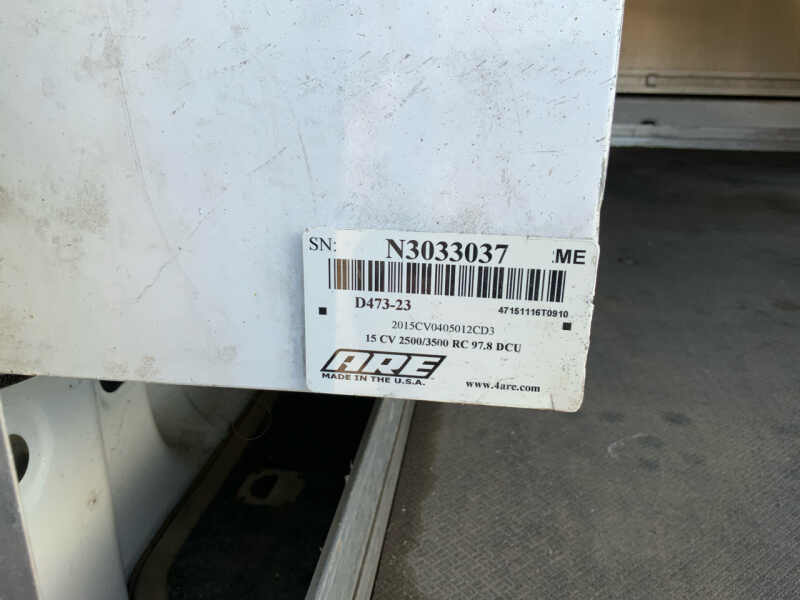 SN: N3033037 :ME
D473-23 47151116T0910
2015CV0405012CD3
15 CV 2500/3500 RC 97.8 DCU
ARE
MADE IN THE U.S.A.
www.4are.com